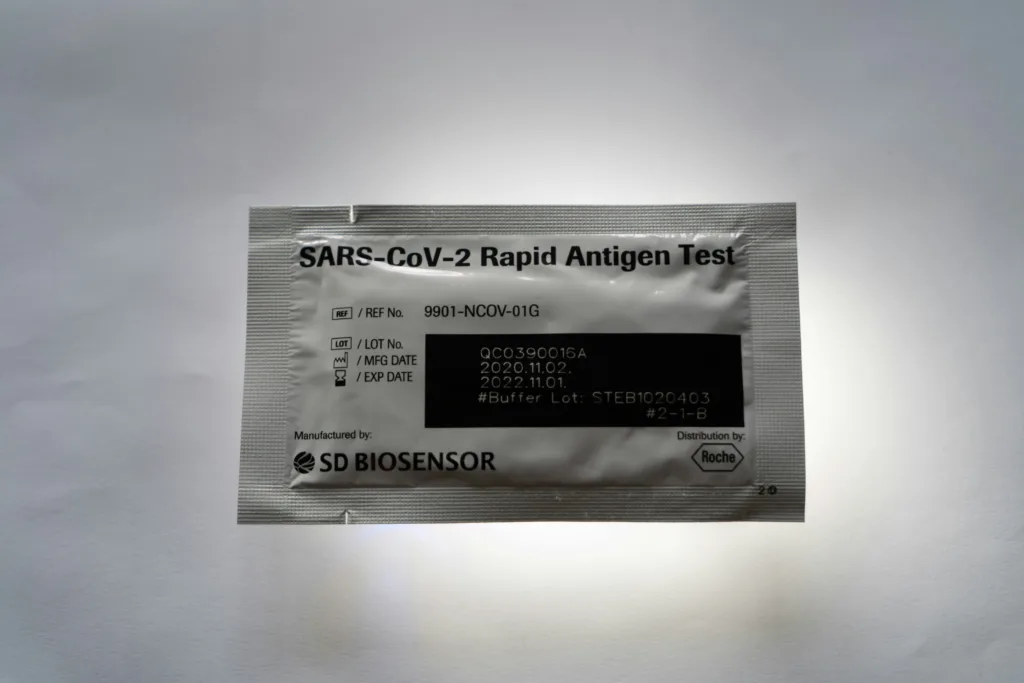 SARS-CoV-2 Rapid Antigen Test
REF / REF No. 9901-NCOV-01G
LOT / LOT No. QC0390016A
/ MFG DATE 2020.11.02.
/ EXP DATE 2022.11.01.
#Buffer Lot: STEB1020403
#2-1-B
Manufactured by: Distribution by:
SD BIOSENSOR Roche